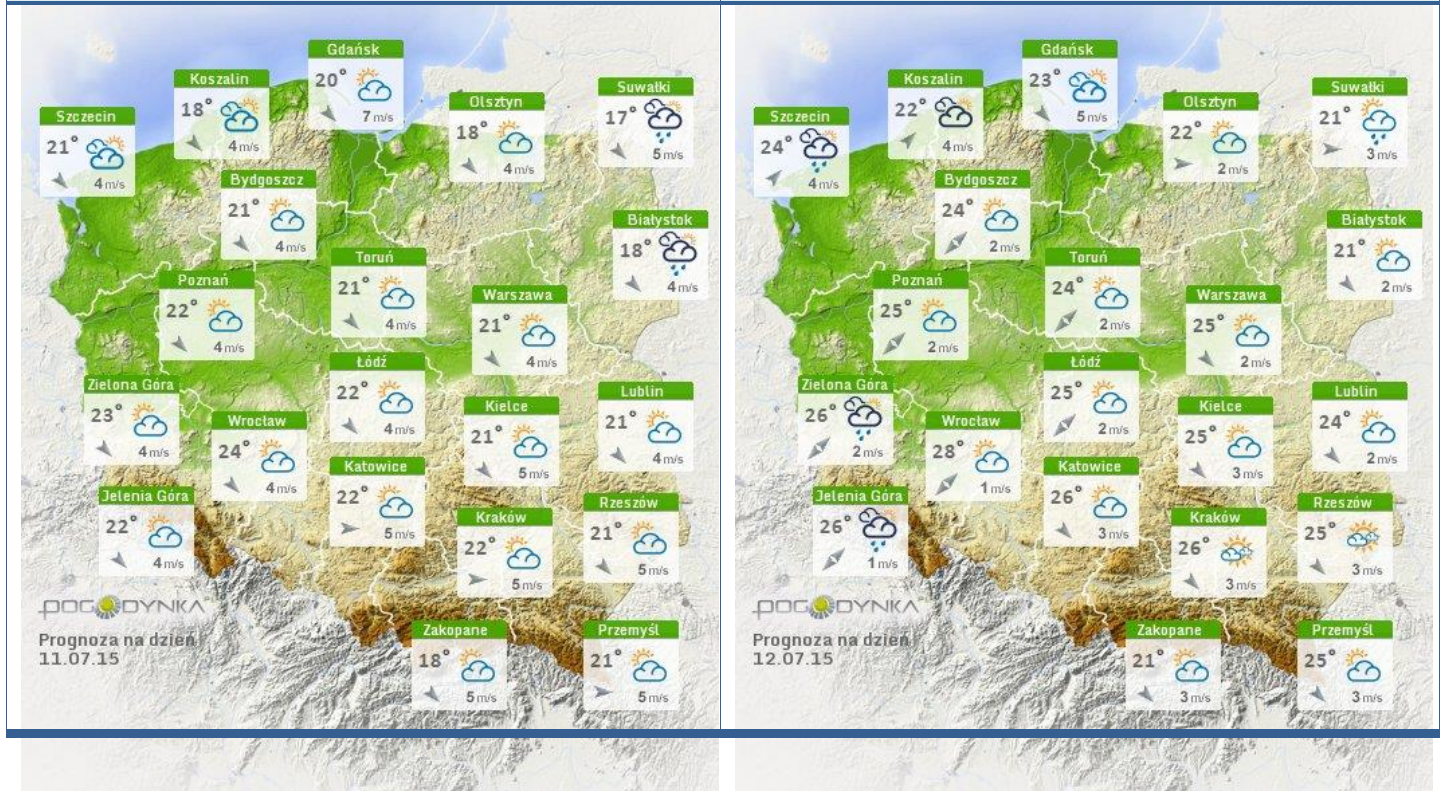 Gdańsk
20°
7 m/s
Koszalin
18°
4 m/s
Suwałki
17°
5 m/s
Olsztyn
18°
4 m/s
Szczecin
21°
4 m/s
Bydgoszcz
21°
4 m/s
Białystok
18°
4 m/s
Toruń
21°
4 m/s
Poznań
22°
4 m/s
Warszawa
21°
4 m/s
Łódź
22°
4 m/s
Zielona Góra
23°
4 m/s
Lublin
21°
4 m/s
Kielce
21°
5 m/s
Wrocław
24°
4 m/s
Katowice
22°
5 m/s
Jelenia Góra
22°
4 m/s
Rzeszów
21°
5 m/s
Kraków
22°
5 m/s
POGODYNKA
Prognoza na dzień
11.07.15
Zakopane
18°
5 m/s
Przemyśl
21°
5 m/s
Gdańsk
23°
5 m/s
Koszalin
22°
4 m/s
Suwałki
21°
3 m/s
Olsztyn
22°
2 m/s
Szczecin
24°
4 m/s
Bydgoszcz
24°
2 m/s
Białystok
21°
2 m/s
Toruń
24°
2 m/s
Poznań
25°
2 m/s
Warszawa
25°
2 m/s
Łódź
25°
2 m/s
Zielona Góra
26°
2 m/s
Lublin
24°
2 m/s
Kielce
25°
3 m/s
Wrocław
28°
1 m/s
Katowice
26°
3 m/s
Jelenia Góra
26°
1 m/s
Rzeszów
25°
3 m/s
Kraków
26°
3 m/s
POGODYNKA
Prognoza na dzień
12.07.15
Zakopane
21°
3 m/s
Przemyśl
25°
3 m/s